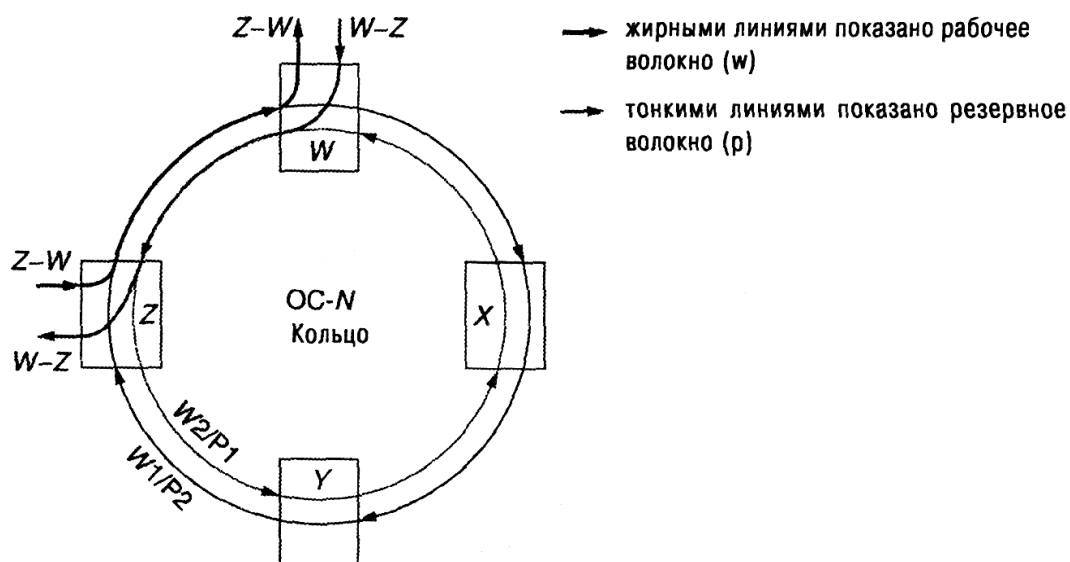 Z–W
W–Z
жирными линиями показано рабочее
волокно (w)
тонкими линиями показано резервное
волокно (р)
W
Z–W
Z
OC-N
Кольцо
X
W–Z
W2/P1
W1/P2
Y